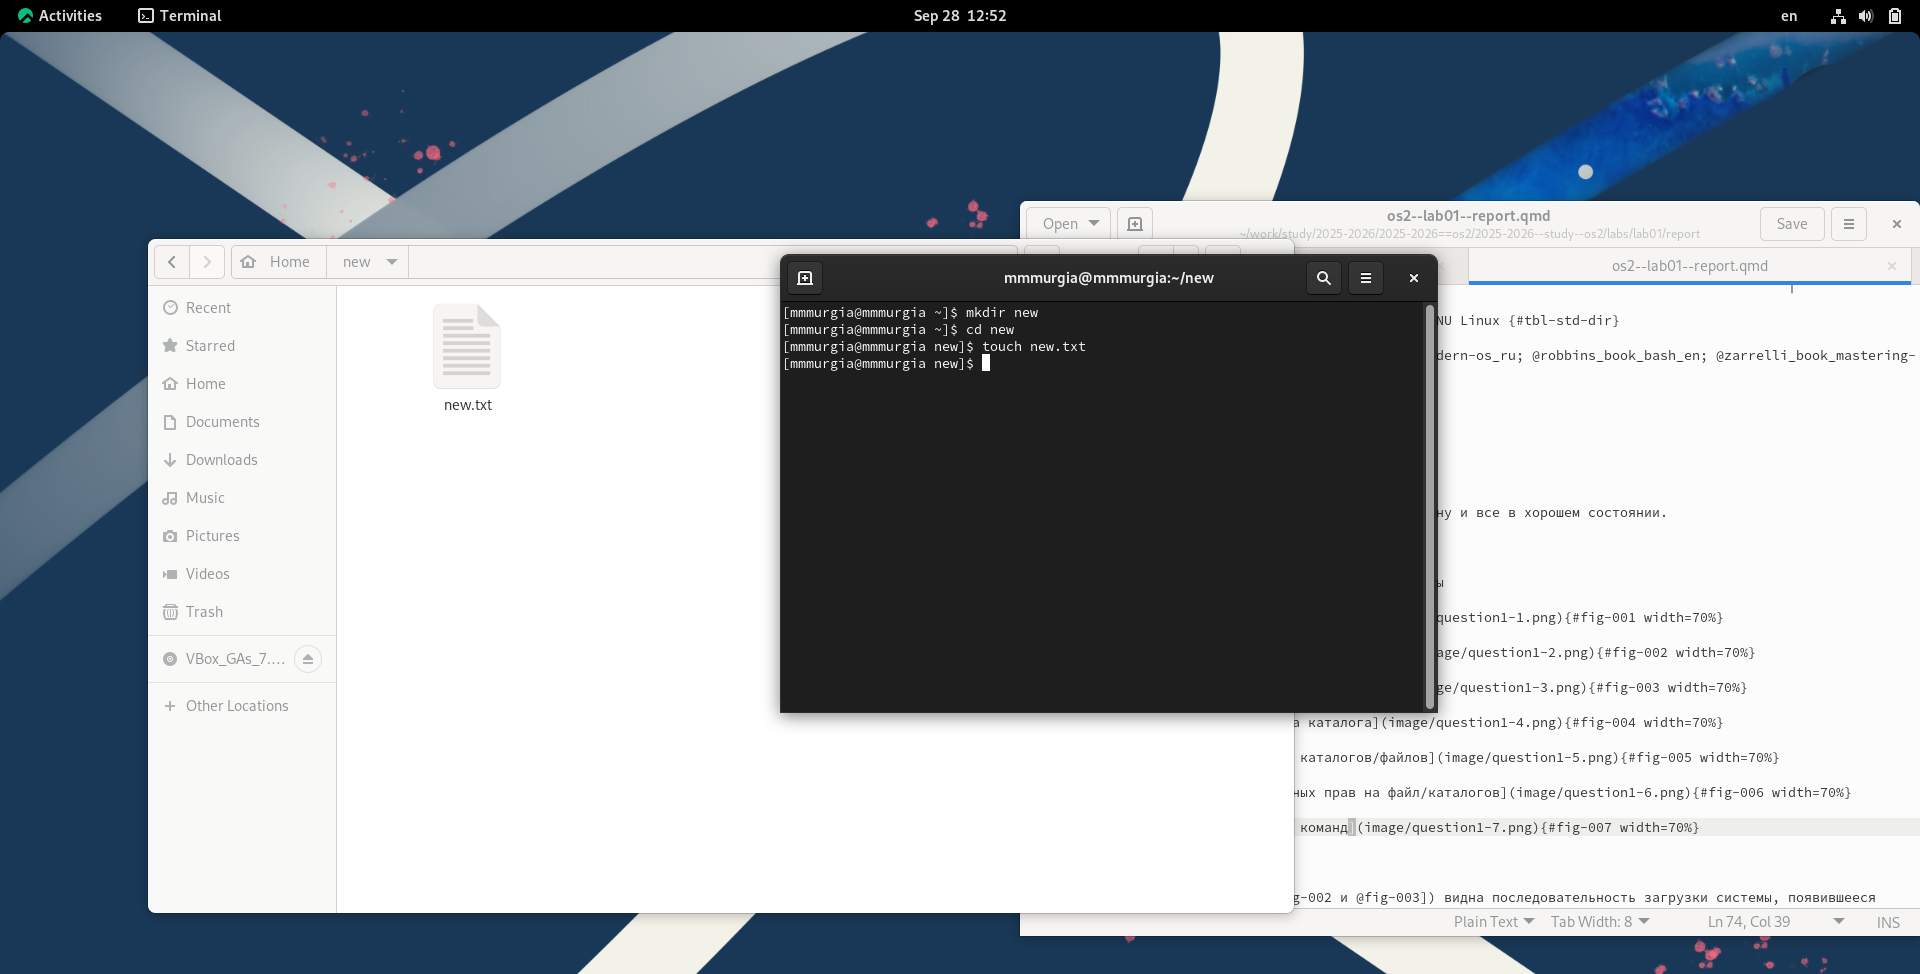 Activities
Terminal
Sep 28 12:52
en
Open
os2--lab01--report.qmd
~/work/study/2025-2026/2025-2026==os2/2025-2026--study--os2/labs/lab01/report
Save
os2--lab01--report.qmd
Home
new
Recent
Starred
Home
Documents
Downloads
Music
Pictures
Videos
Trash
VBox_GAs_7....
Other Locations
new.txt
mmmurgia@mmmurgia:~/new
[mmmurgia@mmmurgia ~]$ mkdir new
[mmmurgia@mmmurgia ~]$ cd new
[mmmurgia@mmmurgia new]$ touch new.txt
[mmmurgia@mmmurgia new]$
NU Linux {#tbl-std-dir}
dern-os_ru; @robbins_book_bash_en; @zarrelli_book_mastering-
ну и все в хорошем состоянии.
ы
question1-1.png){#fig-001 width=70%}
age/question1-2.png){#fig-002 width=70%}
ge/question1-3.png){#fig-003 width=70%}
а каталога](image/question1-4.png){#fig-004 width=70%}
каталогов/файлов](image/question1-5.png){#fig-005 width=70%}
ных прав на файл/каталогов](image/question1-6.png){#fig-006 width=70%}
команд](image/question1-7.png){#fig-007 width=70%}
g-002 и @fig-003]) видна последовательность загрузки системы, появившееся
Plain Text
Tab Width: 8
Ln 74, Col 39
INS